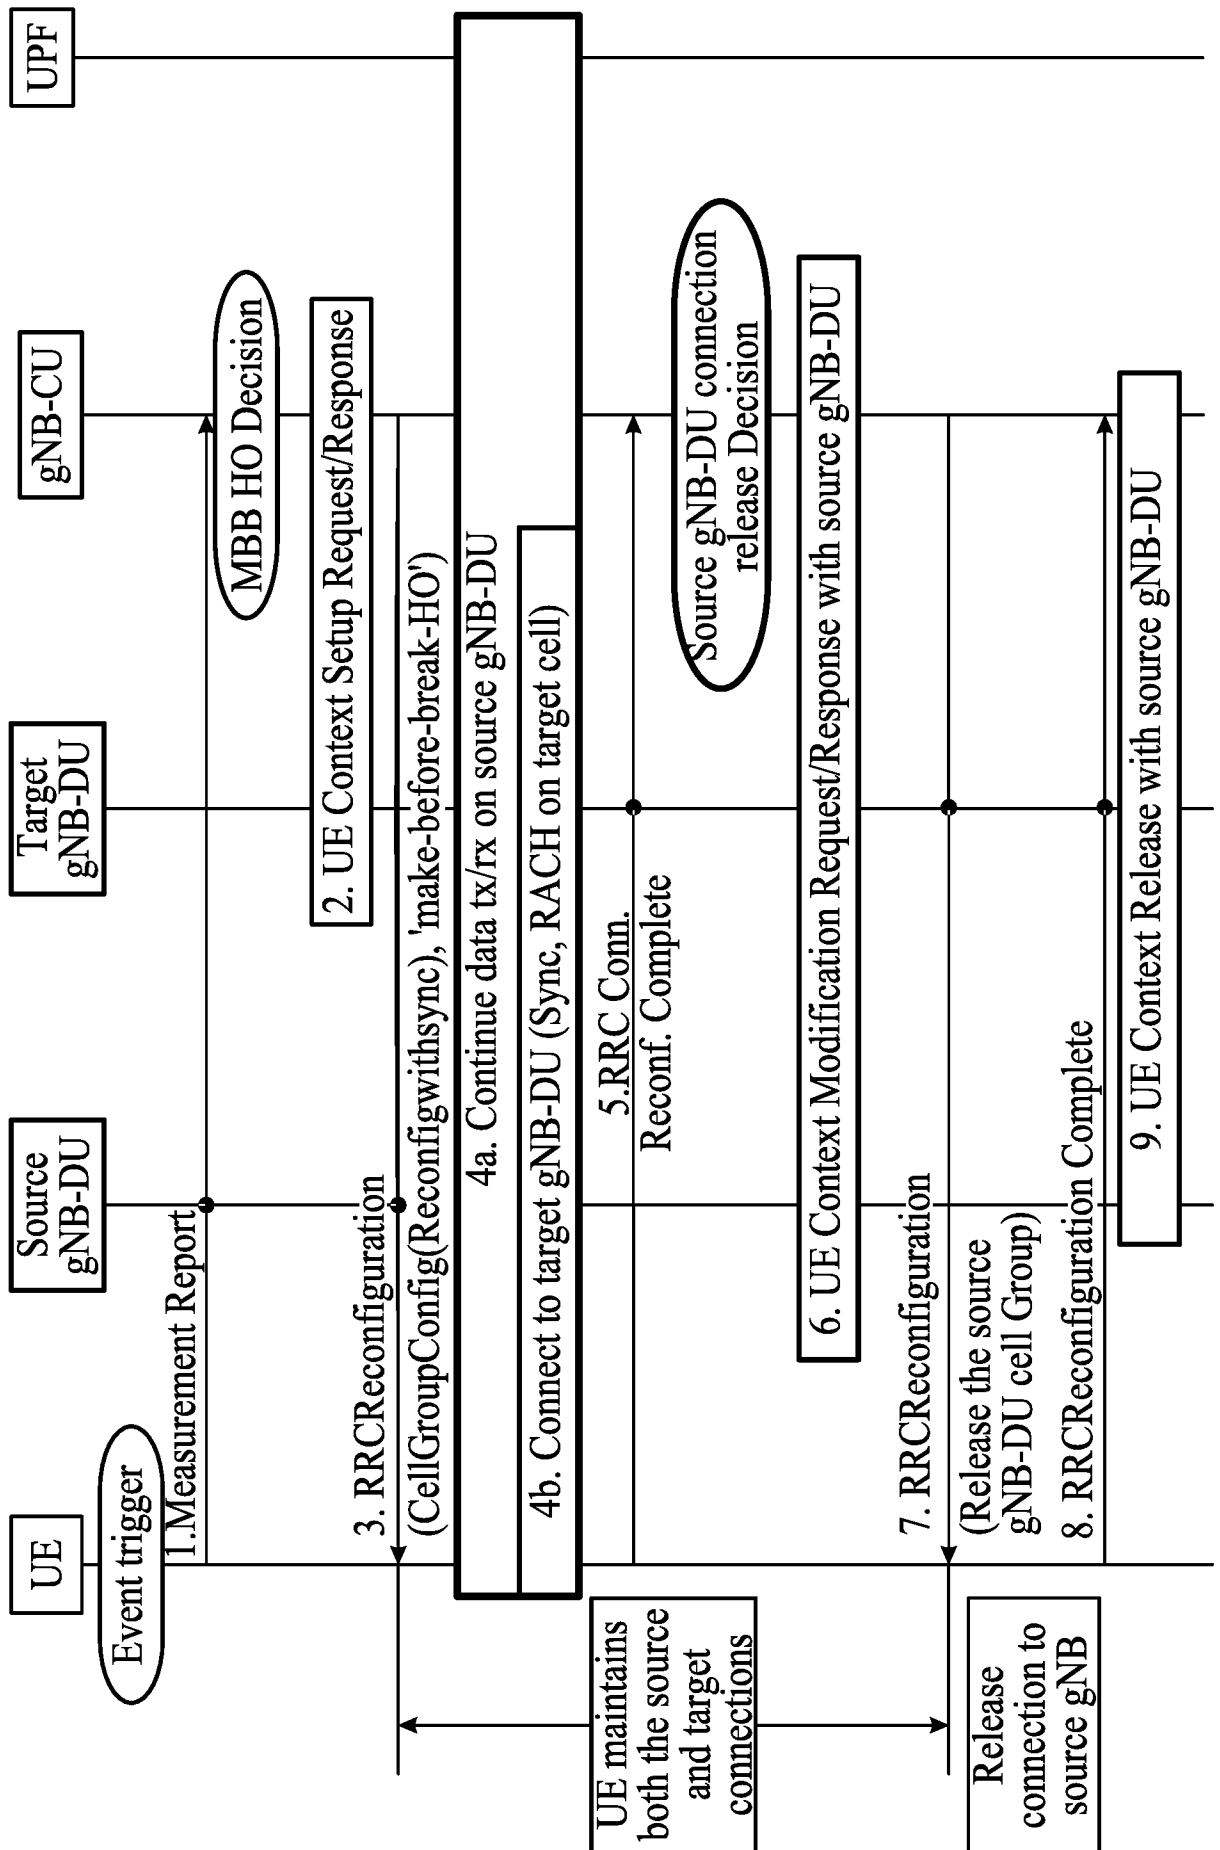 UE
Source
gNB-DU
Target
gNB-DU
gNB-CU
UPF
Event trigger
1.Measurement Report
MBB HO Decision
2. UE Context Setup Request/Response
3. RRCReconfiguration
(CellGroupConfig(Reconfigwithsync), 'make-before-break-HO')
4a. Continue data tx/rx on source gNB-DU
4b. Connect to target gNB-DU (Sync, RACH on target cell)
UE maintains
both the source
and target
connections
5.RRC Conn.
Reconf. Complete
Source gNB-DU connection
release Decision
6. UE Context Modification Request/Response with source gNB-DU
7. RRCReconfiguration
(Release the source
gNB-DU cell Group)
Release
connection to
source gNB
8. RRCReconfiguration Complete
9. UE Context Release with source gNB-DU